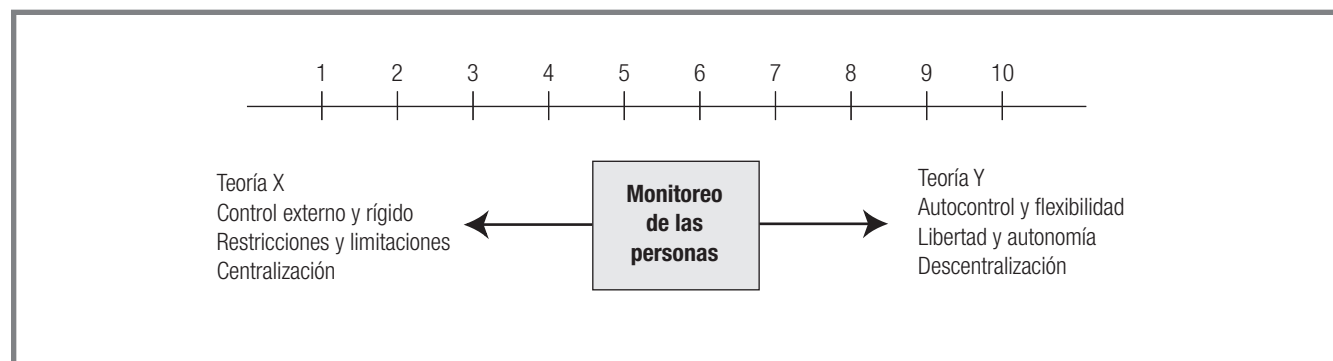 1 2 3 4 5 6 7 8 9 10
Teoría X
Control externo y rígido
Restricciones y limitaciones
Centralización
Monitoreo
de las
personas
Teoría Y
Autocontrol y flexibilidad
Libertad y autonomía
Descentralización